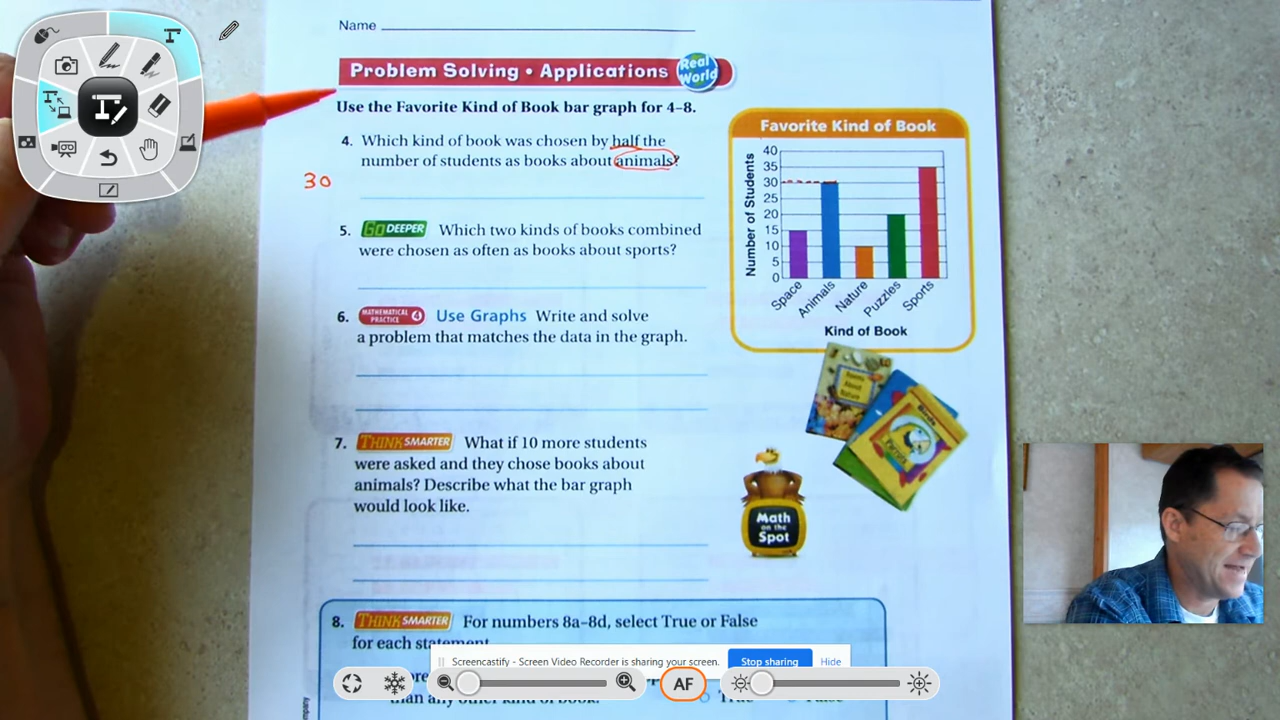 Name
Problem Solving • Applications
Real
World
Use the Favorite Kind of Book bar graph for 4–8.
4. Which kind of book was chosen by half the
number of students as books about animals?
30
5. Go DEEPER Which two kinds of books combined
were chosen as often as books about sports?
6. MATHEMATICAL PRACTICE 4 Use Graphs Write and solve
a problem that matches the data in the graph.
7. THINK SMARTER What if 10 more students
were asked and they chose books about
animals? Describe what the bar graph
would look like.
8. THINK SMARTER For numbers 8a–8d, select True or False
for each statement.
than any other kind of book.
True
False
Favorite Kind of Book
Number of Students
40
35
30
25
20
15
10
5
0
Space
Animals
Nature
Puzzles
Sports
Kind of Book
Poems
About
Nature
Birds
Math
on the
Spot
Screencastify - Screen Video Recorder is sharing your screen.
Stop sharing
Hide
AF